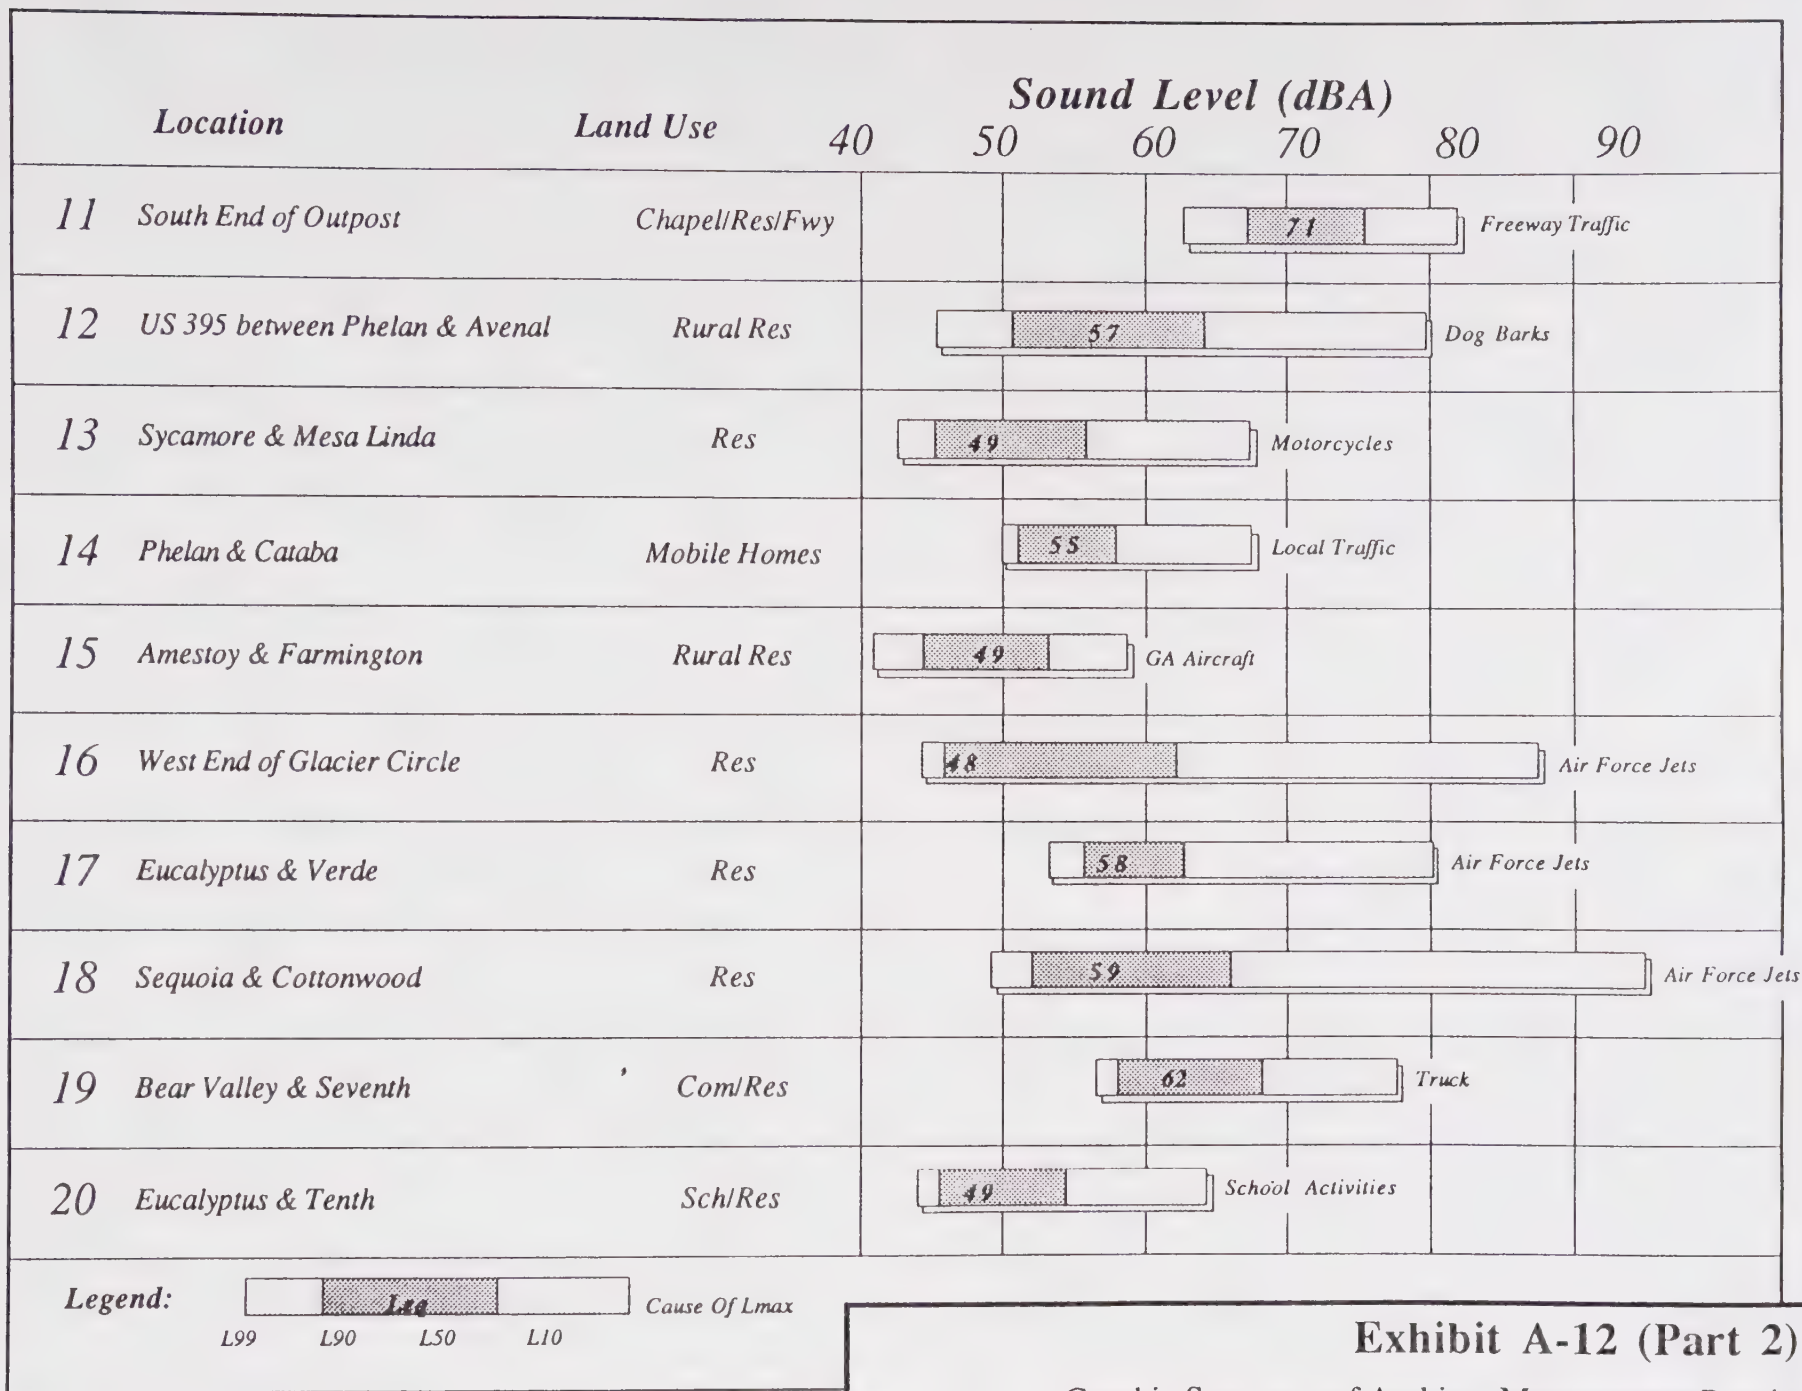 Sound Level (dBA)
Location Land Use 40 50 60 70 80 90
11 South End of Outpost Chapel/Res/Fwy 71 Freeway Traffic
12 US 395 between Phelan & Avenal Rural Res 57 Dog Barks
13 Sycamore & Mesa Linda Res 49 Motorcycles
14 Phelan & Cataba Mobile Homes 55 Local Traffic
15 Amestoy & Farmington Rural Res 49 GA Aircraft
16 West End of Glacier Circle Res 48 Air Force Jets
17 Eucalyptus & Verde Res 58 Air Force Jets
18 Sequoia & Cottonwood Res 59 Air Force Jets
19 Bear Valley & Seventh Com/Res 62 Truck
20 Eucalyptus & Tenth Sch/Res 49 School Activities
Legend: Leq Cause Of Lmax
L99 L90 L50 L10
Exhibit A-12 (Part 2)